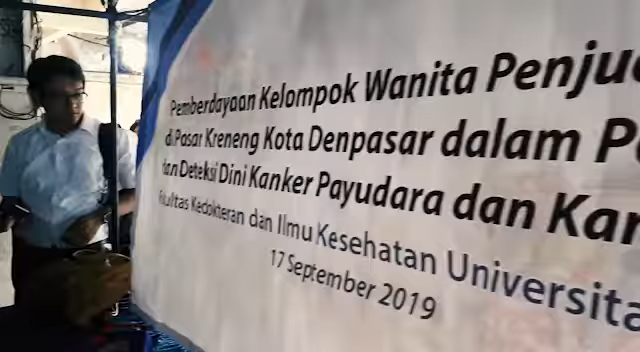 Pemberdayaan Kelompok Wanita Penju
di Pasar Kreneng Kota Denpasar dalam P
dan Deteksi Dini Kanker Payudara dan Kan
Fakultas Kedokteran dan Ilmu Kesehatan Universita
17 September 2019